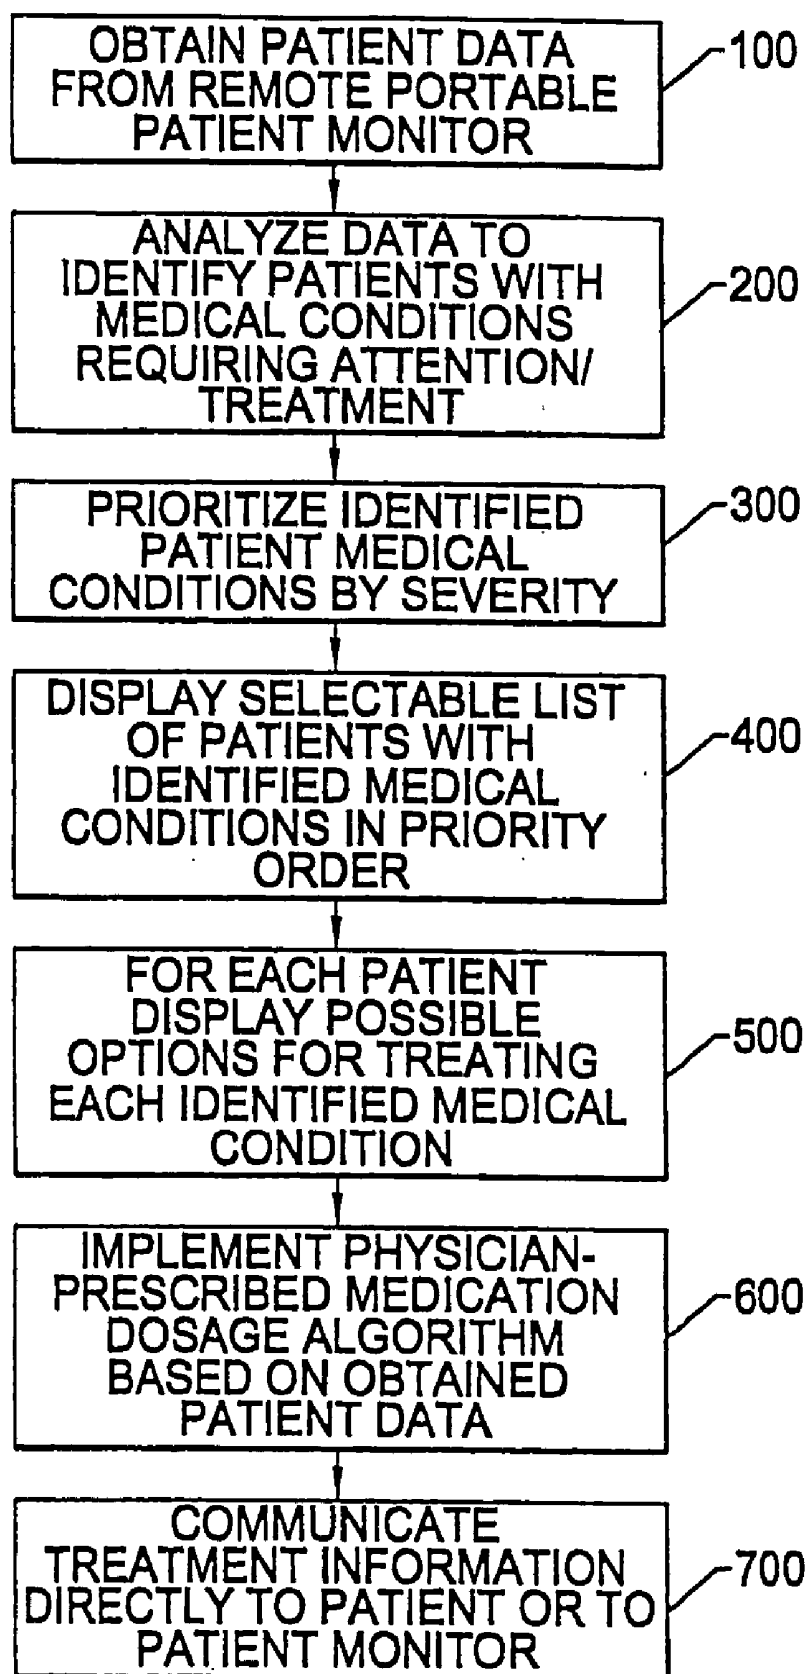 OBTAIN PATIENT DATA
FROM REMOTE PORTABLE
PATIENT MONITOR
100
ANALYZE DATA TO
IDENTIFY PATIENTS WITH
MEDICAL CONDITIONS
REQUIRING ATTENTION/
TREATMENT
200
PRIORITIZE IDENTIFIED
PATIENT MEDICAL
CONDITIONS BY SEVERITY
300
DISPLAY SELECTABLE LIST
OF PATIENTS WITH
IDENTIFIED MEDICAL
CONDITIONS IN PRIORITY
ORDER
400
FOR EACH PATIENT
DISPLAY POSSIBLE
OPTIONS FOR TREATING
EACH IDENTIFIED MEDICAL
CONDITION
500
IMPLEMENT PHYSICIAN-
PRESCRIBED MEDICATION
DOSAGE ALGORITHM
BASED ON OBTAINED
PATIENT DATA
600
COMMUNICATE
TREATMENT INFORMATION
DIRECTLY TO PATIENT OR TO
PATIENT MONITOR
700